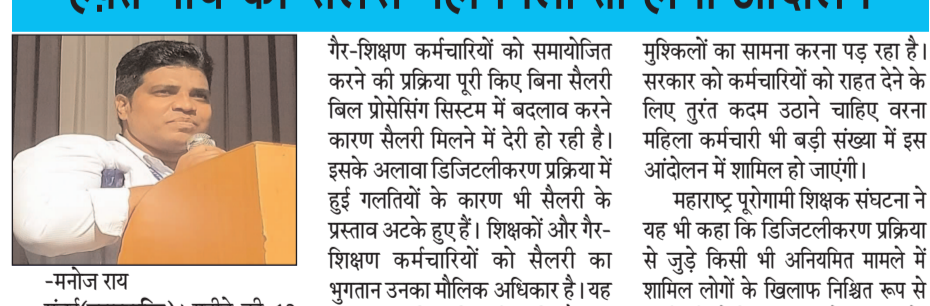 गैर-शिक्षण कर्मचारियों को समायोजित
करने की प्रक्रिया पूरी किए बिना सैलरी
बिल प्रोसेसिंग सिस्टम में बदलाव करने
कारण सैलरी मिलने में देरी हो रही है।
इसके अलावा डिजिटलीकरण प्रक्रिया में
हुई गलतियों के कारण भी सैलरी के
प्रस्ताव अटके हुए हैं। शिक्षकों और गैर-
शिक्षण कर्मचारियों को सैलरी का
भुगतान उनका मौलिक अधिकार है। यह
मुश्किलों का सामना करना पड़ रहा है।
सरकार को कर्मचारियों को राहत देने के
लिए तुरंत कदम उठाने चाहिए वरना
महिला कर्मचारी भी बड़ी संख्या में इस
आंदोलन में शामिल हो जाएंगी।
महाराष्ट्र पूरोगामी शिक्षक संघटना ने
यह भी कहा कि डिजिटलीकरण प्रक्रिया
से जुड़े किसी भी अनियमित मामले में
शामिल लोगों के खिलाफ निश्चित रूप से
-मनोज राय